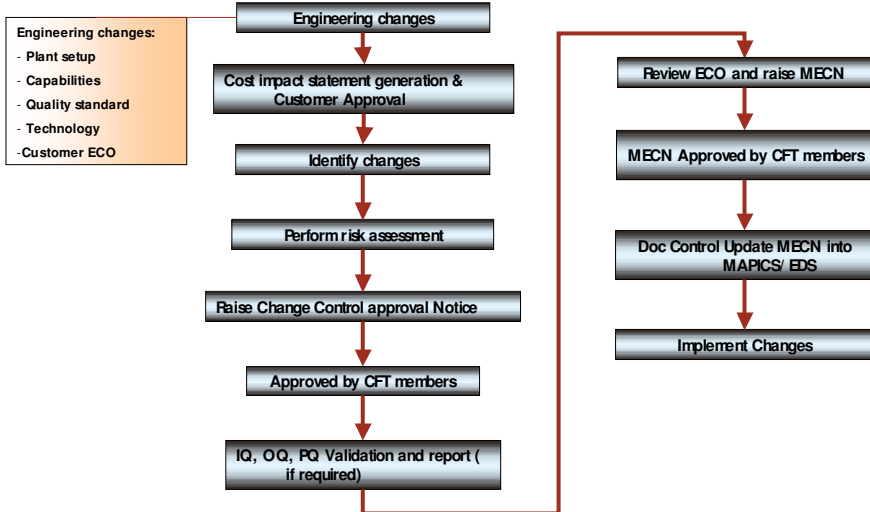 Engineering changes:
- Plant setup
- Capabilities
- Quality standard
- Technology
-Customer ECO
Engineering changes
Cost impact statement generation &
Customer Approval
Identify changes
Perform risk assessment
Raise Change Control approval Notice
Approved by CFT members
IQ, OQ, PQ Validation and report (
if required)
Review ECO and raise MECN
MECN Approved by CFT members
Doc Control Update MECN into
MAPICS/ EDS
Implement Changes